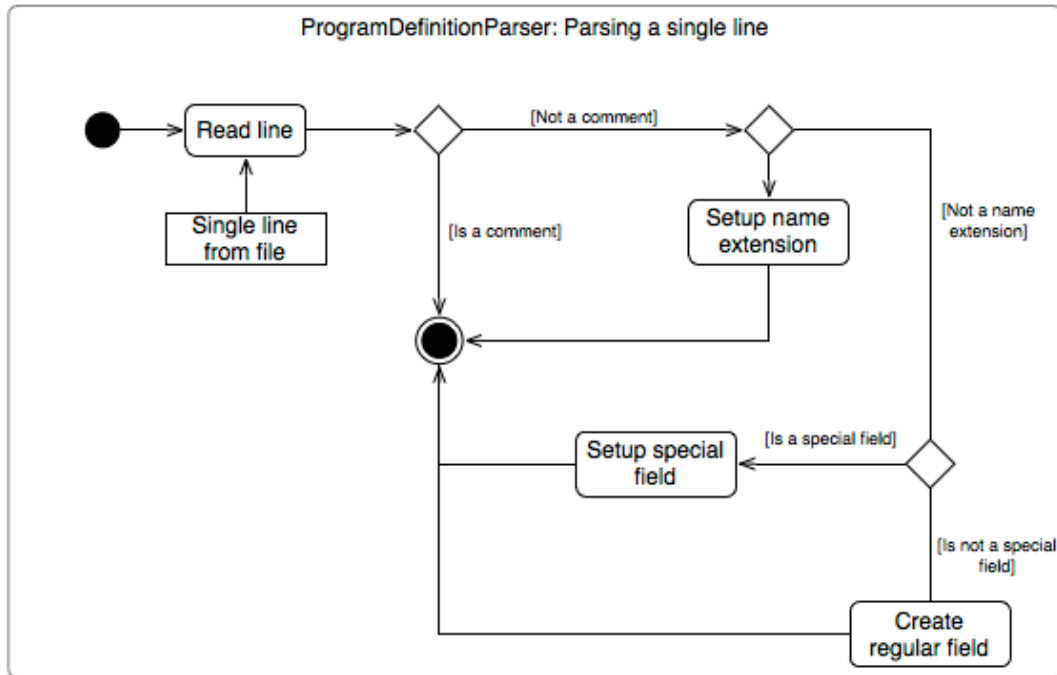 ProgramDefinitionParser: Parsing a single line
Read line
[Not a comment]
Single line
from file
[Is a comment]
Setup name
extension
[Not a name
extension]
Setup special
field
[Is a special field]
[Is not a special
field]
Create
regular field